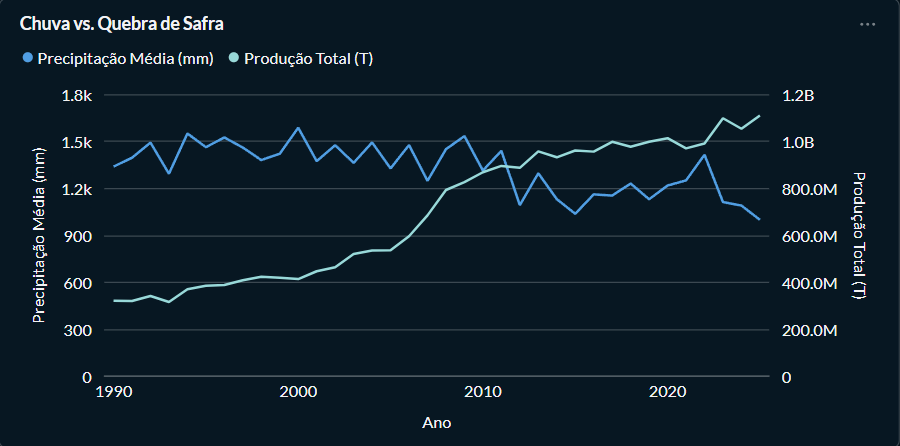 Chuva vs. Quebra de Safra
Precipitação Média (mm) Produção Total (T)
1.8k
1.5k
1.2k
900
600
300
0
Precipitação Média (mm)
1.2B
1.0B
800.0M
600.0M
400.0M
200.0M
0
Produção Total (T)
1990 2000 2010 2020
Ano